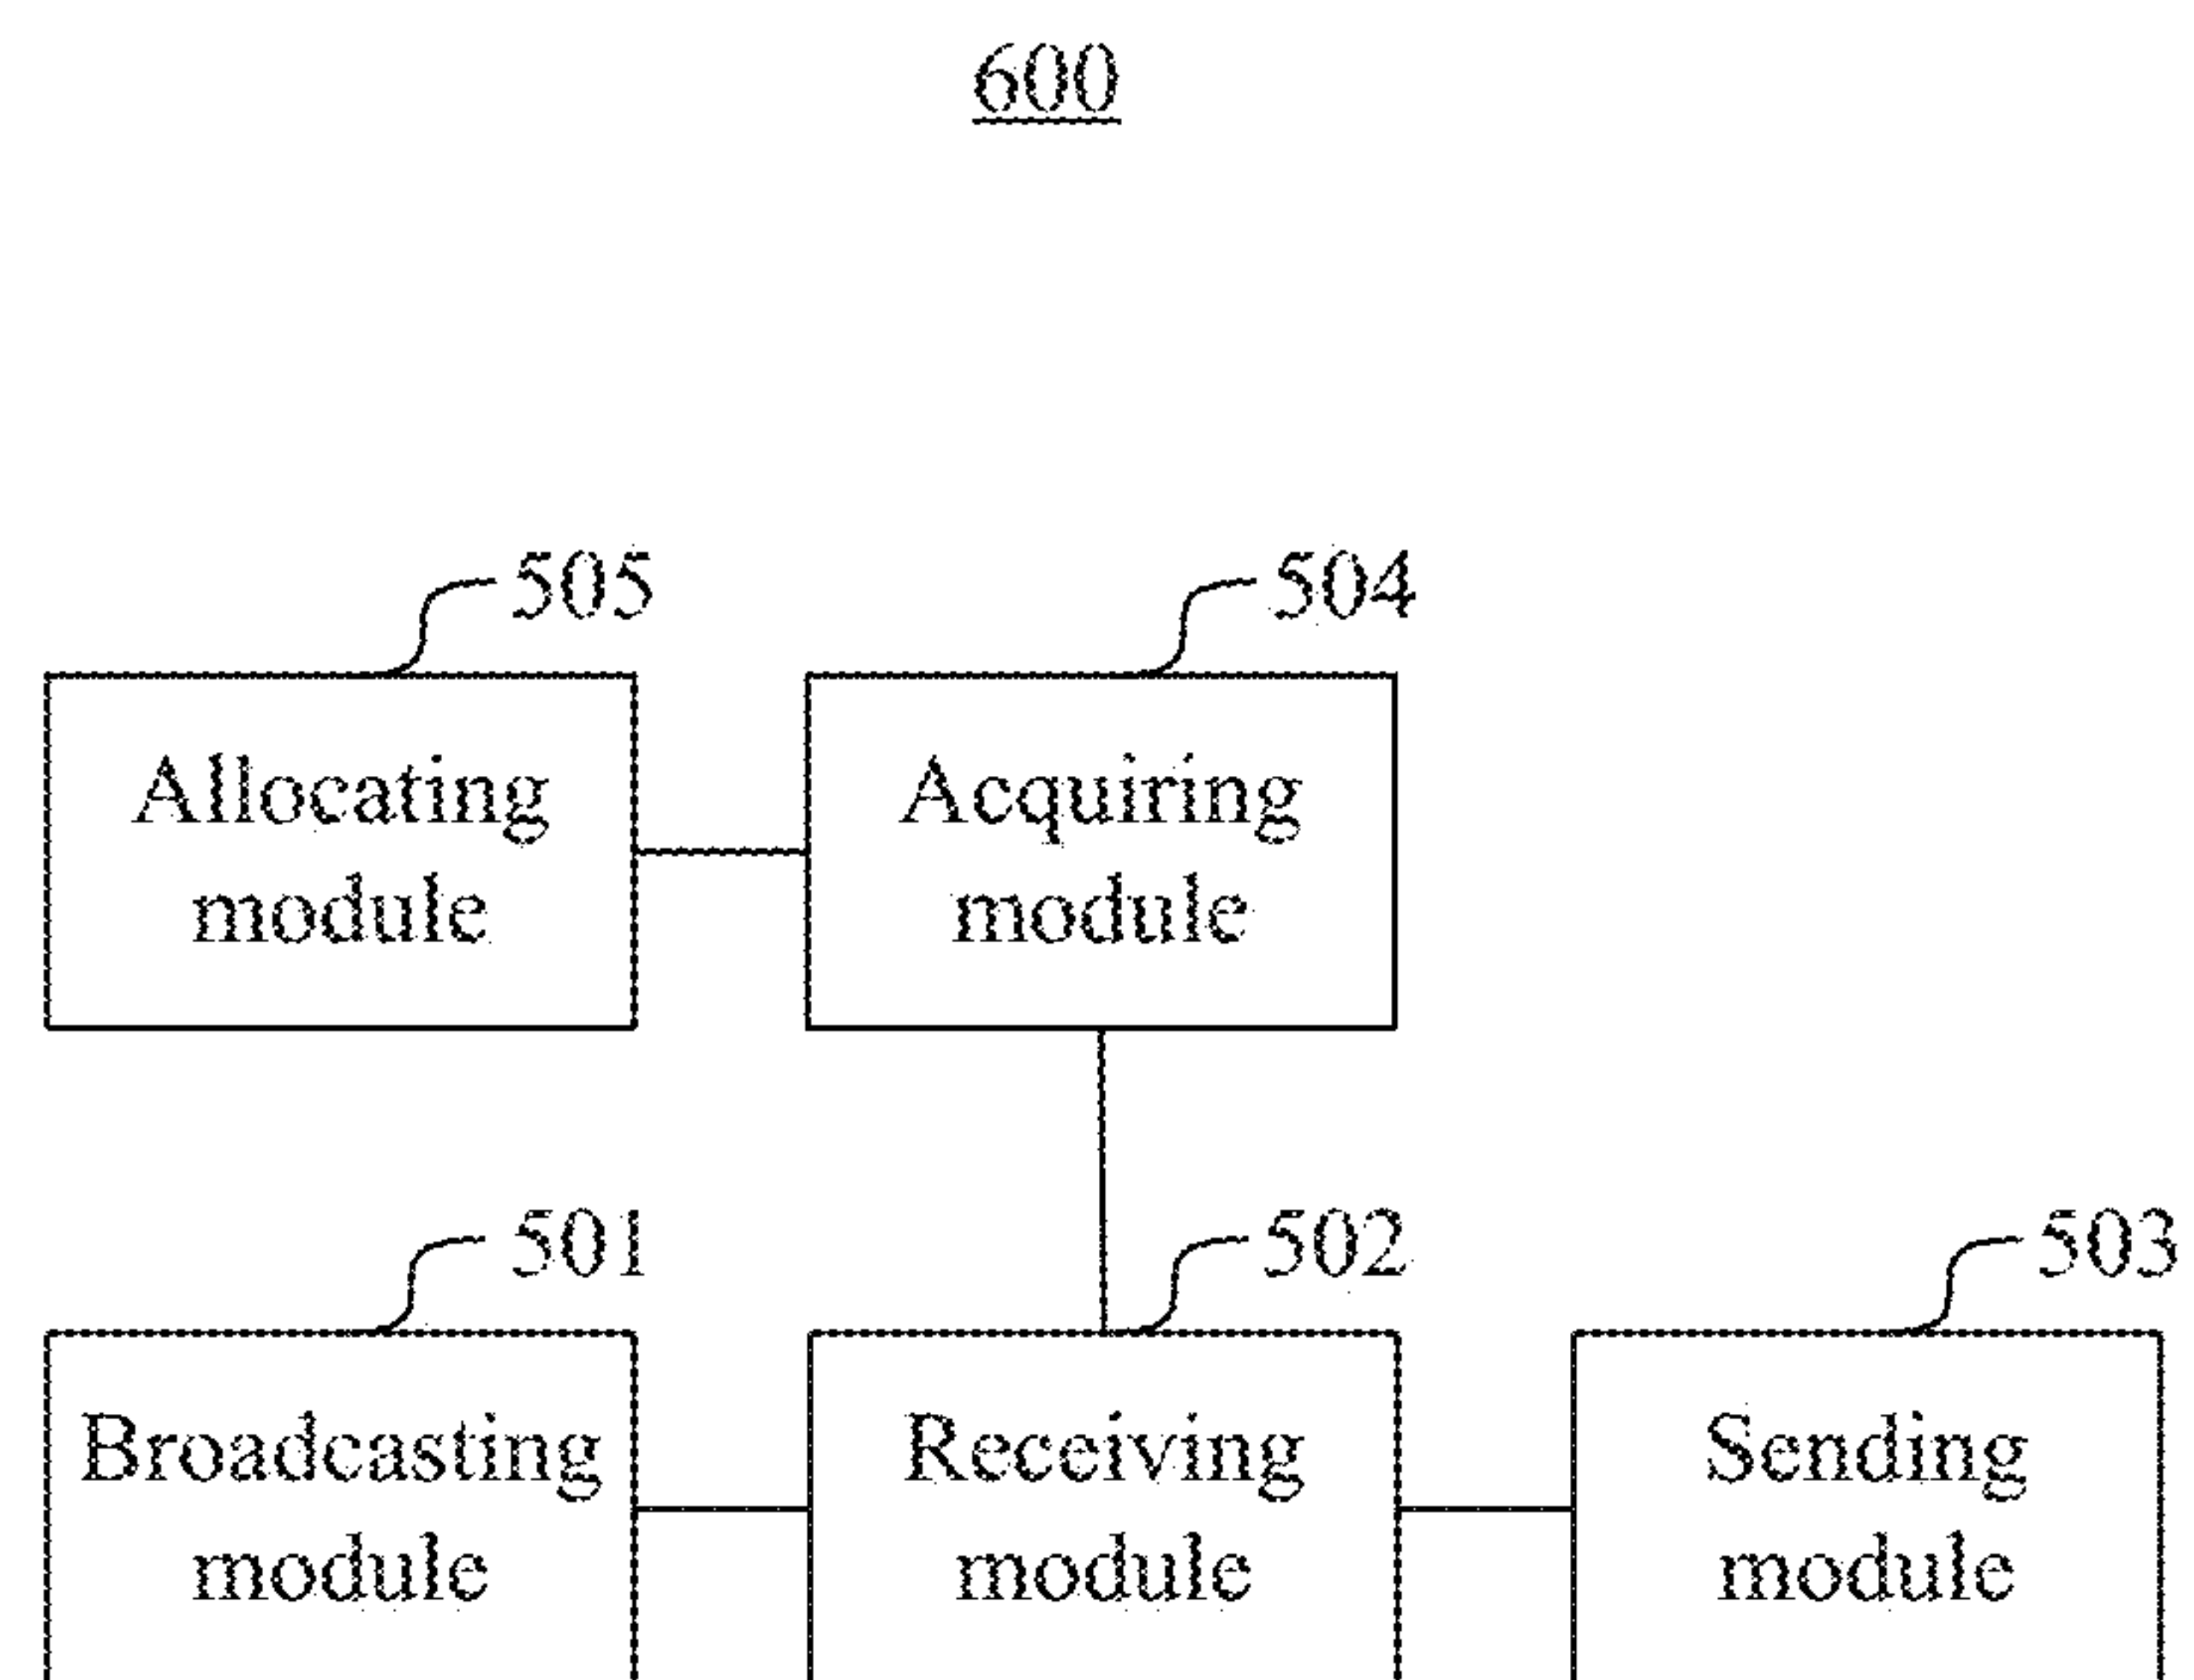 600
505
504
Allocating
module
Acquiring
module
501
502
503
Broadcasting
module
Receiving
module
Sending
module